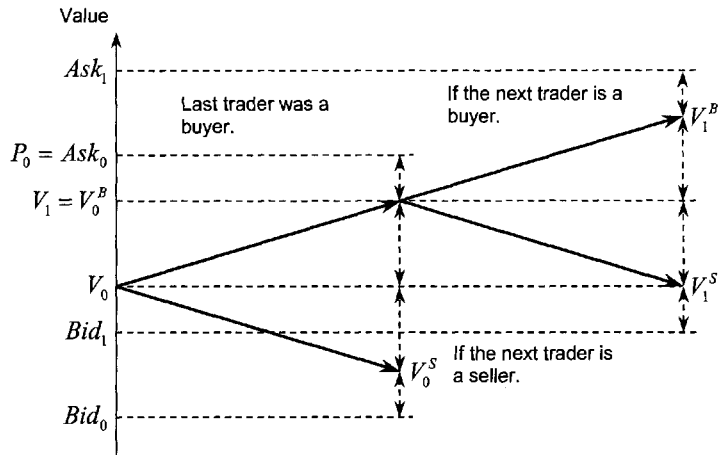 Value
Ask₁
Last trader was a
buyer.
If the next trader is a
buyer.
V₁ᴮ
P₀ = Ask₀
V₁ = V₀ᴮ
V₀
V₁ˢ
Bid₁
If the next trader is
a seller.
V₀ˢ
Bid₀